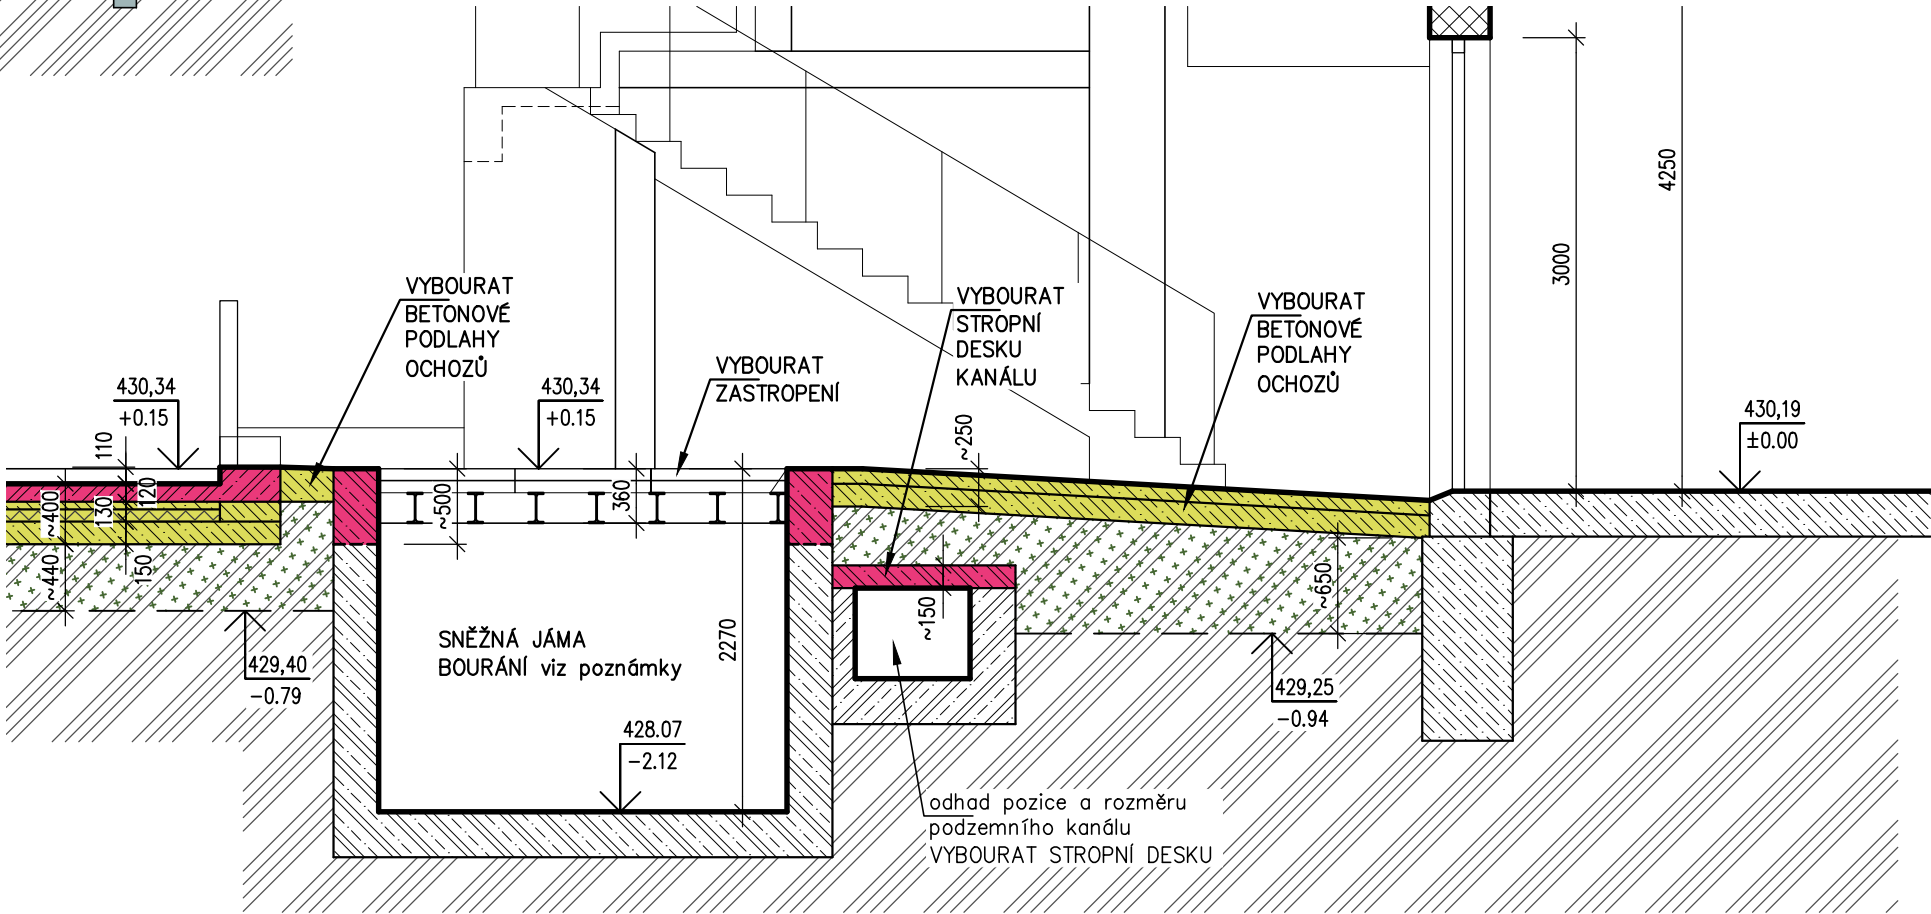 4250
3000
VYBOURAT
BETONOVÉ
PODLAHY
OCHOZŮ
VYBOURAT
STROPNÍ
DESKU
KANÁLU
VYBOURAT
BETONOVÉ
PODLAHY
OCHOZŮ
VYBOURAT
ZASTROPENÍ
430,34
+0.15
430,34
+0.15
430,19
±0.00
110
120
130
150
~400
~440
~500
360
~250
~650
~150
2270
SNĚŽNÁ JÁMA
BOURÁNÍ viz poznámky
429,40
-0.79
428.07
-2.12
429,25
-0.94
odhad pozice a rozměru
podzemního kanálu
VYBOURAT STROPNÍ DESKU